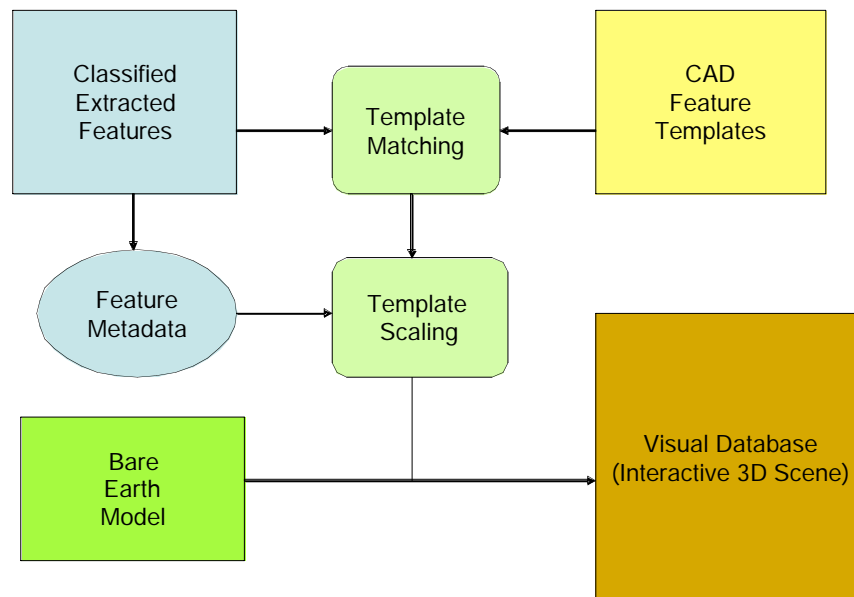 Classified
Extracted
Features
Template
Matching
CAD
Feature
Templates
Feature
Metadata
Template
Scaling
Bare
Earth
Model
Visual Database
(Interactive 3D Scene)